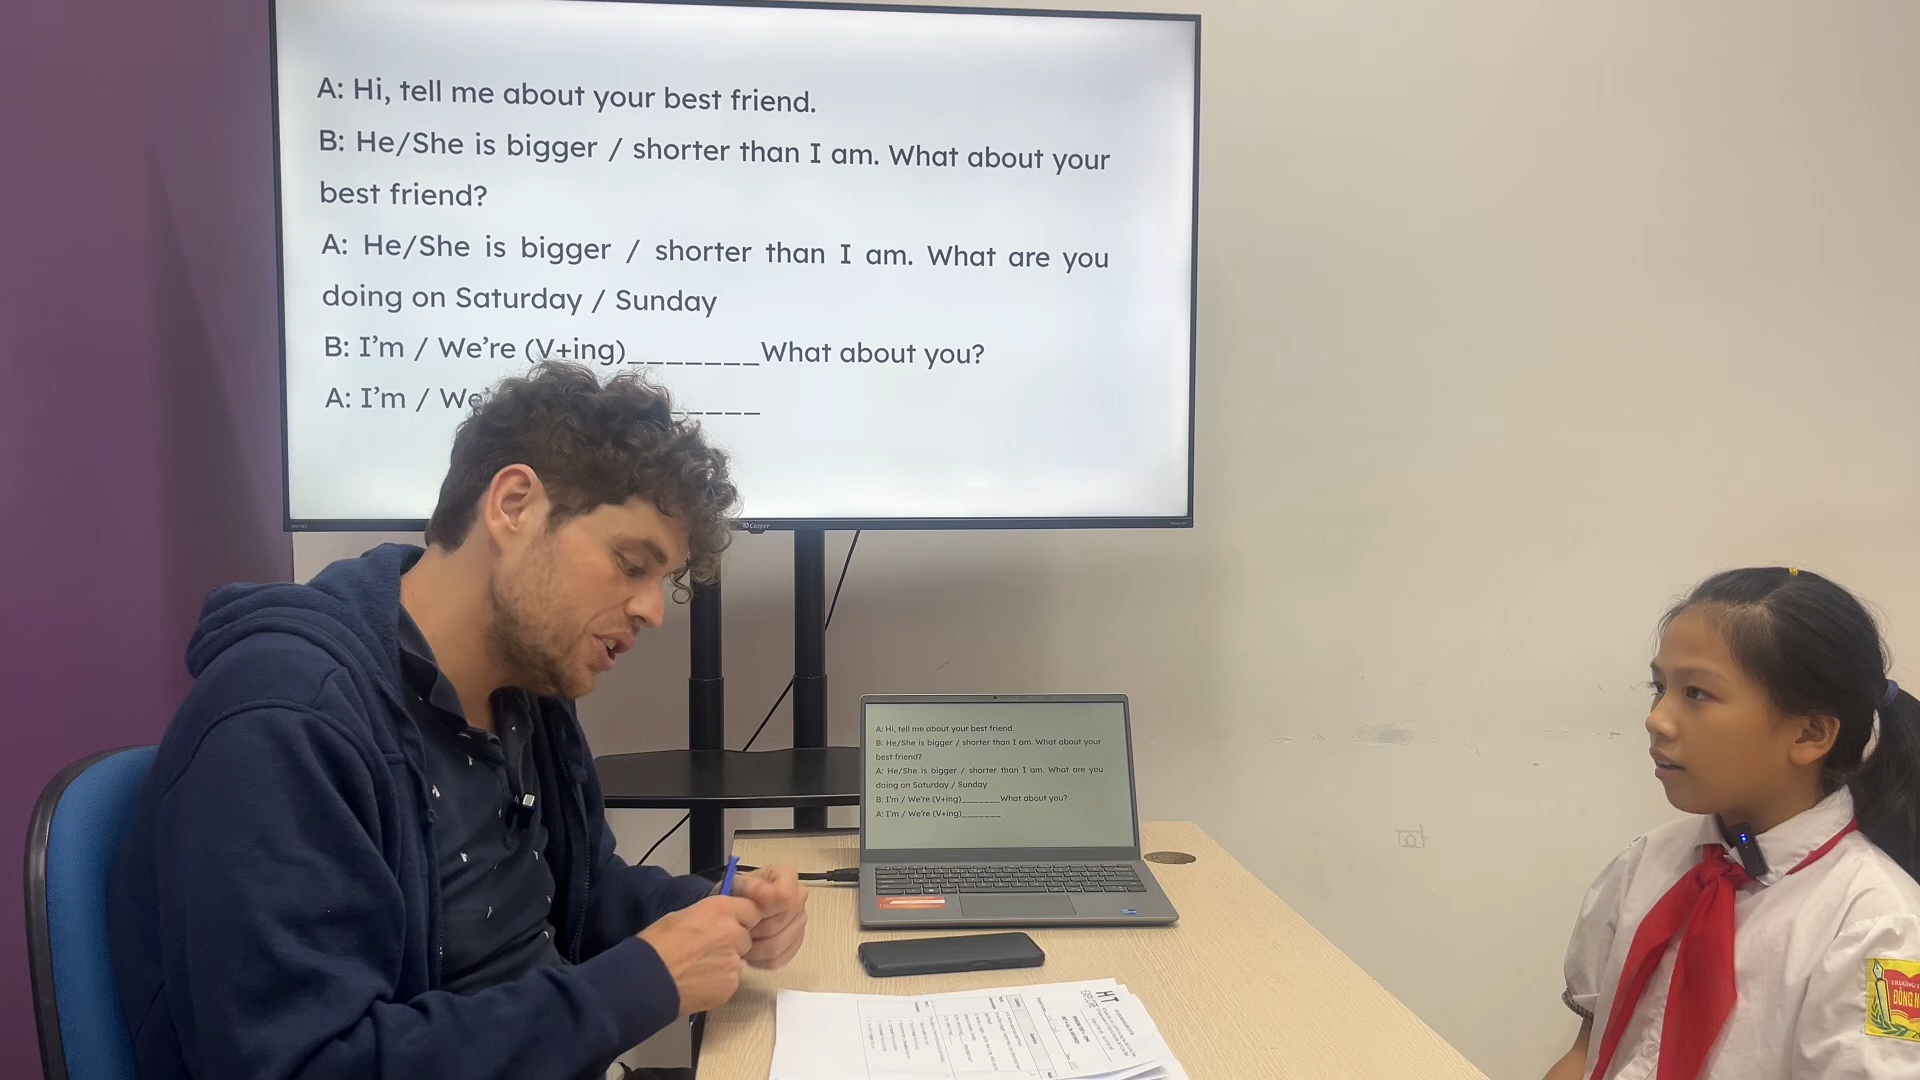 A: Hi, tell me about your best friend.
B: He/She is bigger / shorter than I am. What about your
best friend?
A: He/She is bigger / shorter than I am. What are you
doing on Saturday / Sunday
B: I’m / We’re (V+ing)_______What about you?
A: I’m / We’
_____
Casper
A: Hi, tell me about your best friend.
B: He/She is bigger / shorter than I am. What about your
best friend?
A: He/She is bigger / shorter than I am. What are you
doing on Saturday / Sunday
B: I'm / We're (V+ing)_______What about you?
A: I'm / We're (V+ing)_______
HT
ĐÔNG N